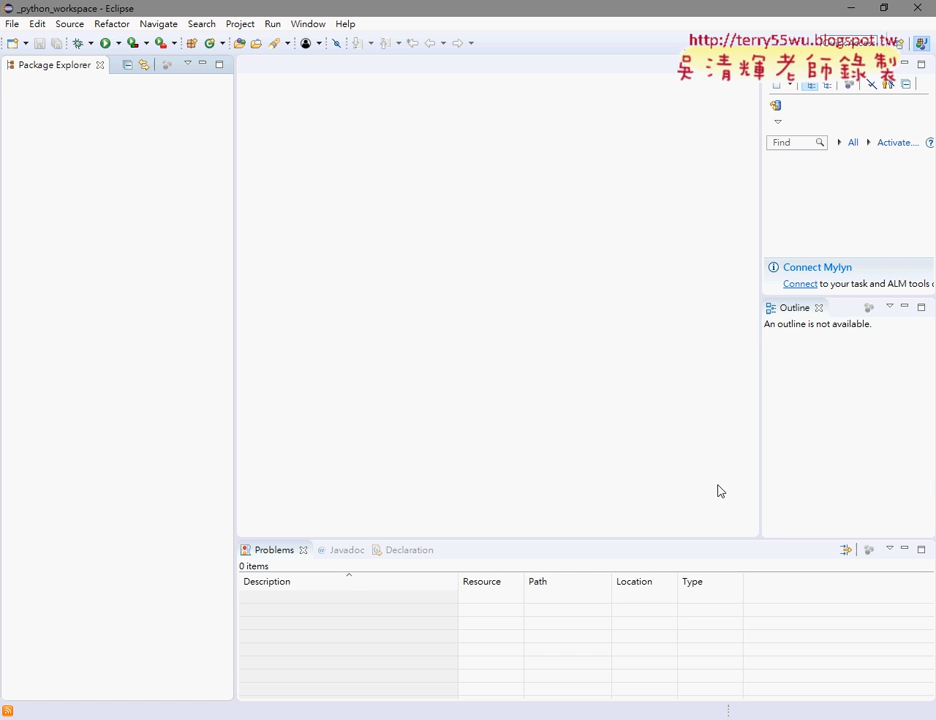 _python_workspace - Eclipse
File Edit Source Refactor Navigate Search Project Run Window Help
http://terry55wu.blogspot.tw
吳清輝老師錄製
Package Explorer
Find All Activate...
Connect Mylyn
Connect to your task and ALM tools
Outline
An outline is not available.
Problems Javadoc Declaration
0 items
Description Resource Path Location Type